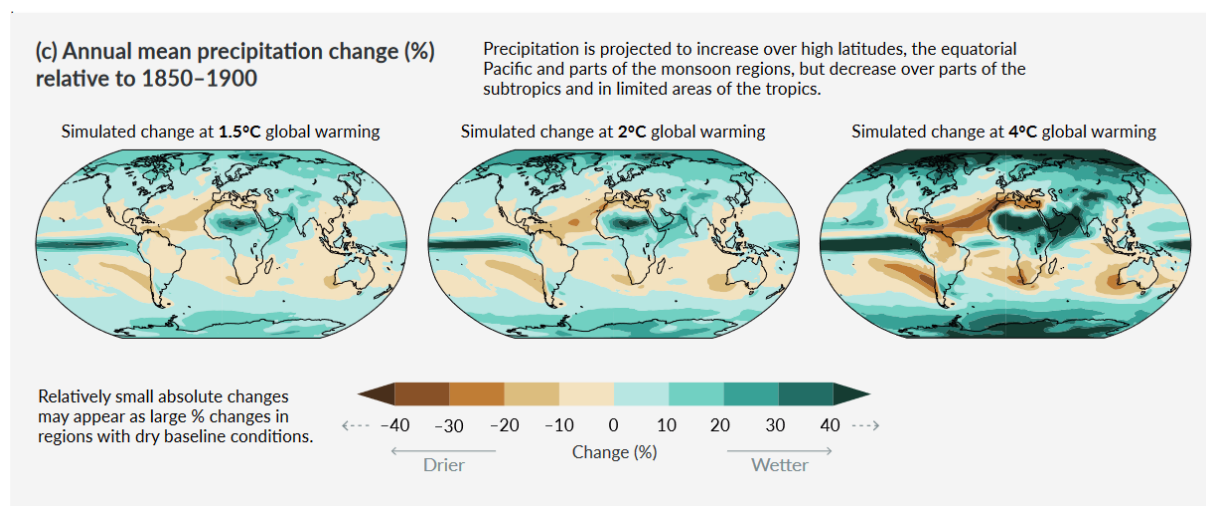 (c) Annual mean precipitation change (%)
relative to 1850–1900
Precipitation is projected to increase over high latitudes, the equatorial
Pacific and parts of the monsoon regions, but decrease over parts of the
subtropics and in limited areas of the tropics.
Simulated change at 1.5°C global warming
Simulated change at 2°C global warming
Simulated change at 4°C global warming
Relatively small absolute changes
may appear as large % changes in
regions with dry baseline conditions.
−40 −30 −20 −10 0 10 20 30 40
Change (%)
Drier
Wetter